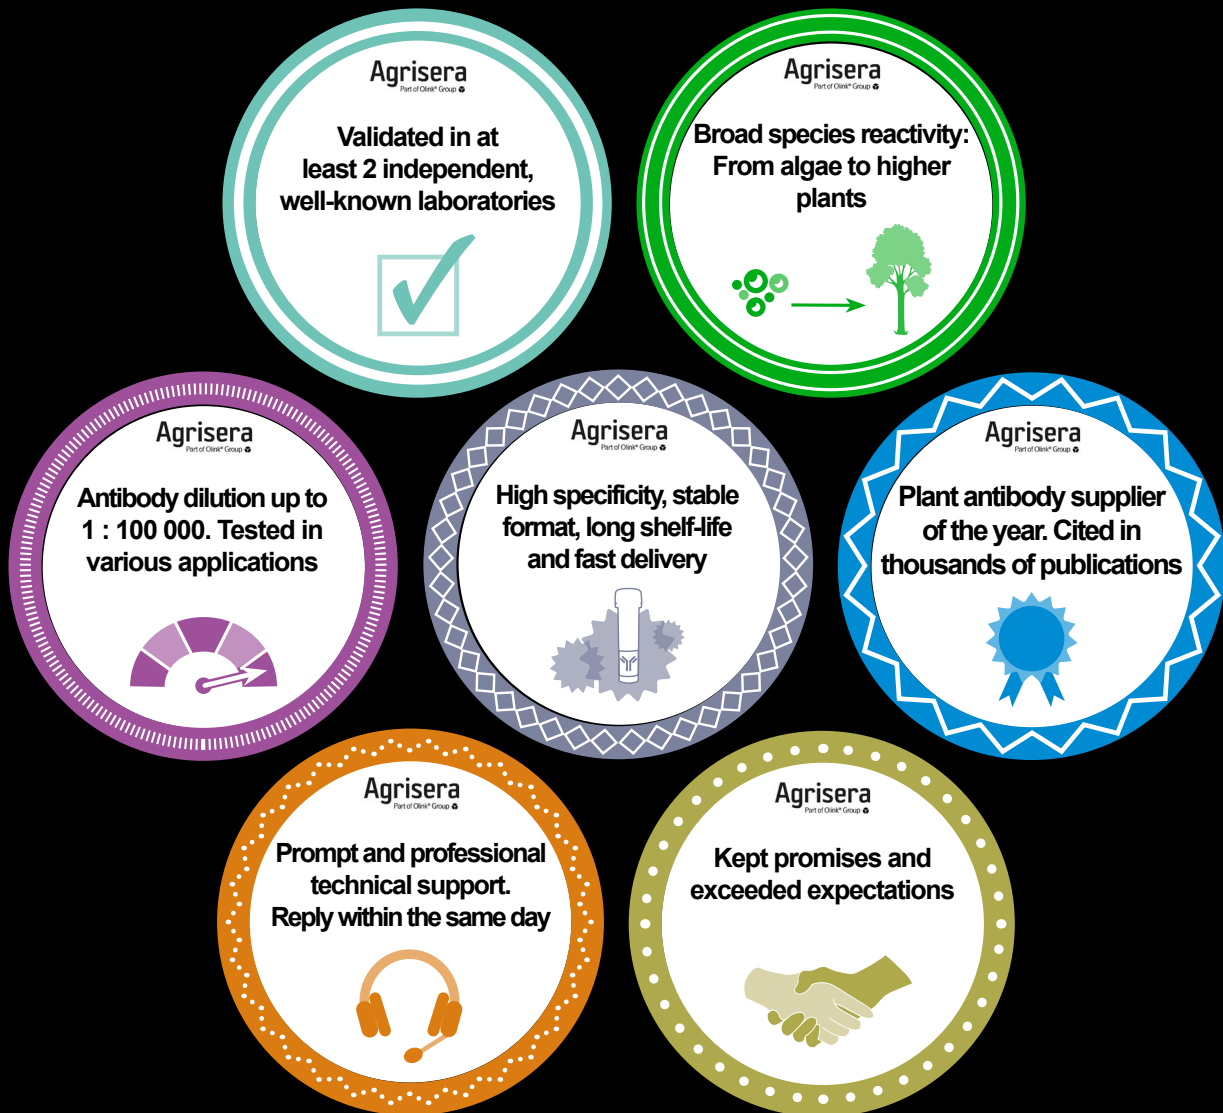 Agrisera
Part of Olink® Group
Validated in at
least 2 independent,
well-known laboratories
Agrisera
Part of Olink® Group
Broad species reactivity:
From algae to higher
plants
Agrisera
Part of Olink® Group
Antibody dilution up to
1 : 100 000. Tested in
various applications
Agrisera
Part of Olink® Group
High specificity, stable
format, long shelf-life
and fast delivery
Agrisera
Part of Olink® Group
Plant antibody supplier
of the year. Cited in
thousands of publications
Agrisera
Part of Olink® Group
Prompt and professional
technical support.
Reply within the same day
Agrisera
Part of Olink® Group
Kept promises and
exceeded expectations